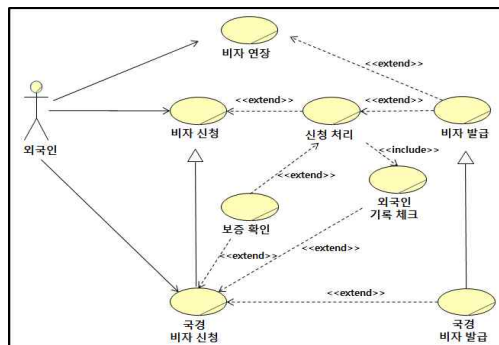 비자 연장
<<extend>>
<<extend>>
<<extend>>
외국인
비자 신청
신청 처리
비자 발급
<<include>>
<<extend>>
외국인
기록 체크
보증 확인
<<extend>>
<<extend>>
<<extend>>
국경
비자 신청
국경
비자 발급